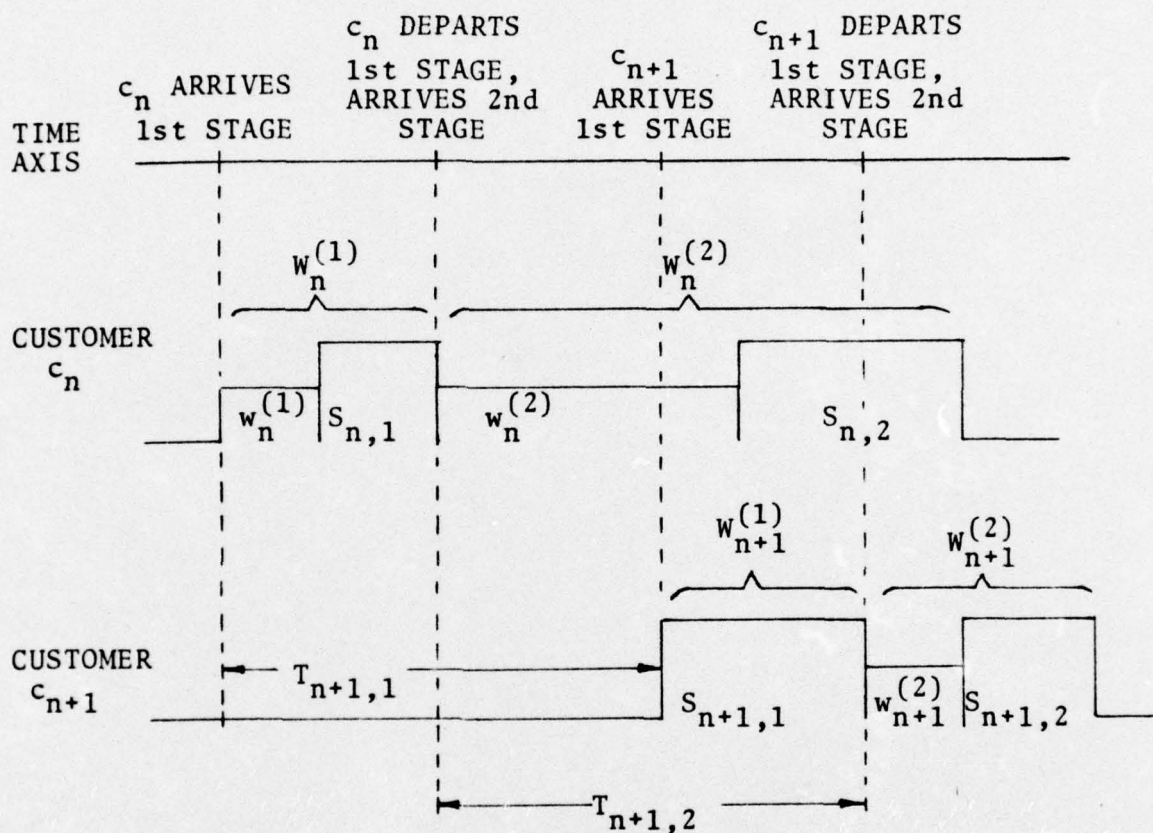 c_n ARRIVES
1st STAGE
c_n DEPARTS
1st STAGE,
ARRIVES 2nd
STAGE
c_{n+1}
ARRIVES
1st STAGE
c_{n+1} DEPARTS
1st STAGE,
ARRIVES 2nd
STAGE
TIME
AXIS
W_n^{(1)}
W_n^{(2)}
CUSTOMER
c_n
w_n^{(1)}
S_{n,1}
w_n^{(2)}
S_{n,2}
W_{n+1}^{(1)}
W_{n+1}^{(2)}
CUSTOMER
c_{n+1}
T_{n+1,1}
S_{n+1,1}
w_{n+1}^{(2)}
S_{n+1,2}
T_{n+1,2}